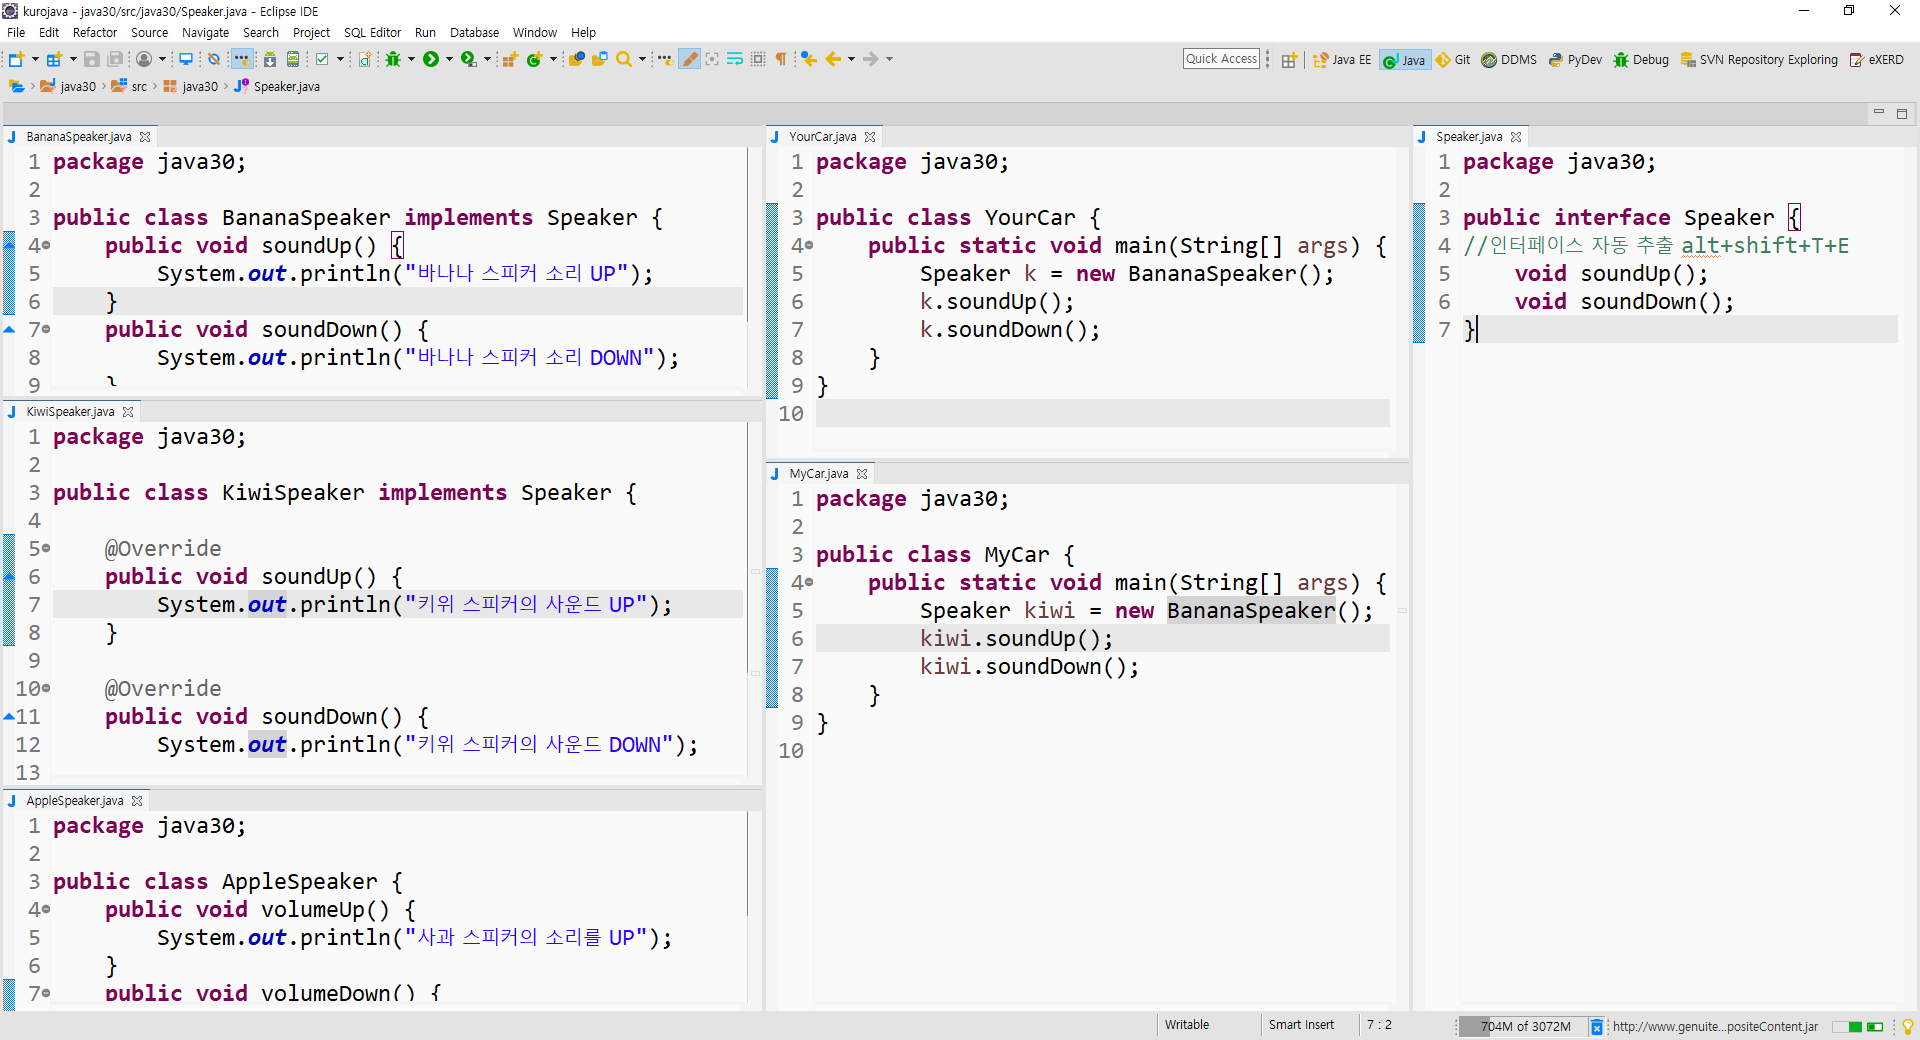 kurojava - java30/src/java30/Speaker.java - Eclipse IDE
File Edit Refactor Source Navigate Search Project SQL Editor Run Database Window Help
Quick Access Java EE Java Git DDMS PyDev Debug SVN Repository Exploring eXERD
java30 src java30 Speaker.java
BananaSpeaker.java
1 package java30;
2
3 public class BananaSpeaker implements Speaker {
4 public void soundUp() {
5 System.out.println("바나나 스피커 소리 UP");
6 }
7 public void soundDown() {
8 System.out.println("바나나 스피커 소리 DOWN");
9 }
KiwiSpeaker.java
1 package java30;
2
3 public class KiwiSpeaker implements Speaker {
4
5 @Override
6 public void soundUp() {
7 System.out.println("키위 스피커의 사운드 UP");
8 }
9
10 @Override
11 public void soundDown() {
12 System.out.println("키위 스피커의 사운드 DOWN");
13
AppleSpeaker.java
1 package java30;
2
3 public class AppleSpeaker {
4 public void volumeUp() {
5 System.out.println("사과 스피커의 소리를 UP");
6 }
7 public void volumeDown() {
YourCar.java
1 package java30;
2
3 public class YourCar {
4 public static void main(String[] args) {
5 Speaker k = new BananaSpeaker();
6 k.soundUp();
7 k.soundDown();
8 }
9 }
10
MyCar.java
1 package java30;
2
3 public class MyCar {
4 public static void main(String[] args) {
5 Speaker kiwi = new BananaSpeaker();
6 kiwi.soundUp();
7 kiwi.soundDown();
8 }
9 }
10
Speaker.java
1 package java30;
2
3 public interface Speaker {
4 //인터페이스 자동 추출 alt+shift+T+E
5 void soundUp();
6 void soundDown();
7 }
Writable Smart Insert 7 : 2 704M of 3072M http://www.genuite...positeContent.jar